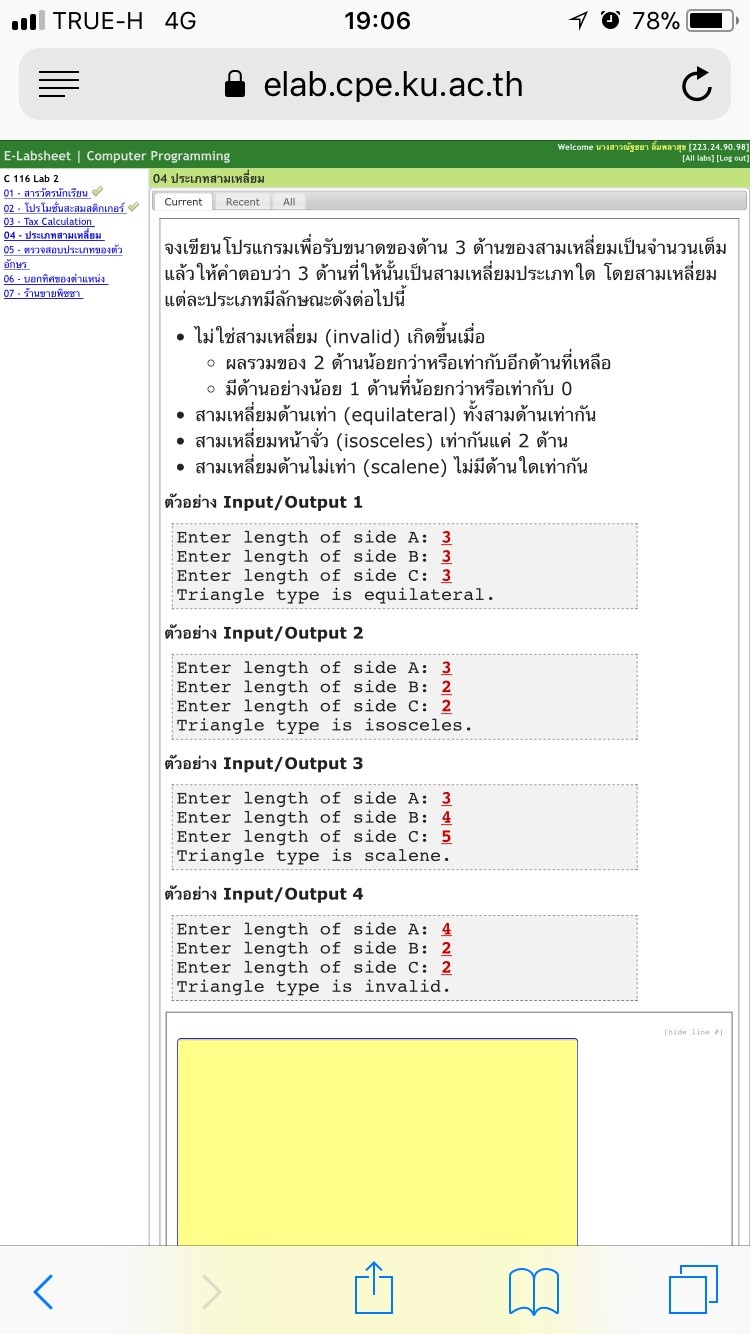 TRUE-H 4G 19:06 78%
elab.cpe.ku.ac.th
E-Labsheet | Computer Programming
Welcome นางสาวณัฐชยา ลิ้มพลาสุข [223.24.90.98]
[All labs] [Log out]
C 116 Lab 2
01 - สารวัตรนักเรียน
02 - โปรโมชั่นสะสมสติกเกอร์
03 - Tax Calculation
04 - ประเภทสามเหลี่ยม
05 - ตรวจสอบประเภทของตัว
อักษร
06 - บอกทิศของตำแหน่ง
07 - ร้านขายพิซซา
04 ประเภทสามเหลี่ยม
Current Recent All
จงเขียนโปรแกรมเพื่อรับขนาดของด้าน 3 ด้านของสามเหลี่ยมเป็นจำนวนเต็ม
แล้วให้คำตอบว่า 3 ด้านที่ให้นั้นเป็นสามเหลี่ยมประเภทใด โดยสามเหลี่ยม
แต่ละประเภทมีลักษณะดังต่อไปนี้
• ไม่ใช่สามเหลี่ยม (invalid) เกิดขึ้นเมื่อ
◦ ผลรวมของ 2 ด้านน้อยกว่าหรือเท่ากับอีกด้านที่เหลือ
◦ มีด้านอย่างน้อย 1 ด้านที่น้อยกว่าหรือเท่ากับ 0
• สามเหลี่ยมด้านเท่า (equilateral) ทั้งสามด้านเท่ากัน
• สามเหลี่ยมหน้าจั่ว (isosceles) เท่ากันแค่ 2 ด้าน
• สามเหลี่ยมด้านไม่เท่า (scalene) ไม่มีด้านใดเท่ากัน
ตัวอย่าง Input/Output 1
Enter length of side A: 3
Enter length of side B: 3
Enter length of side C: 3
Triangle type is equilateral.
ตัวอย่าง Input/Output 2
Enter length of side A: 3
Enter length of side B: 2
Enter length of side C: 2
Triangle type is isosceles.
ตัวอย่าง Input/Output 3
Enter length of side A: 3
Enter length of side B: 4
Enter length of side C: 5
Triangle type is scalene.
ตัวอย่าง Input/Output 4
Enter length of side A: 4
Enter length of side B: 2
Enter length of side C: 2
Triangle type is invalid.
[hide line #]